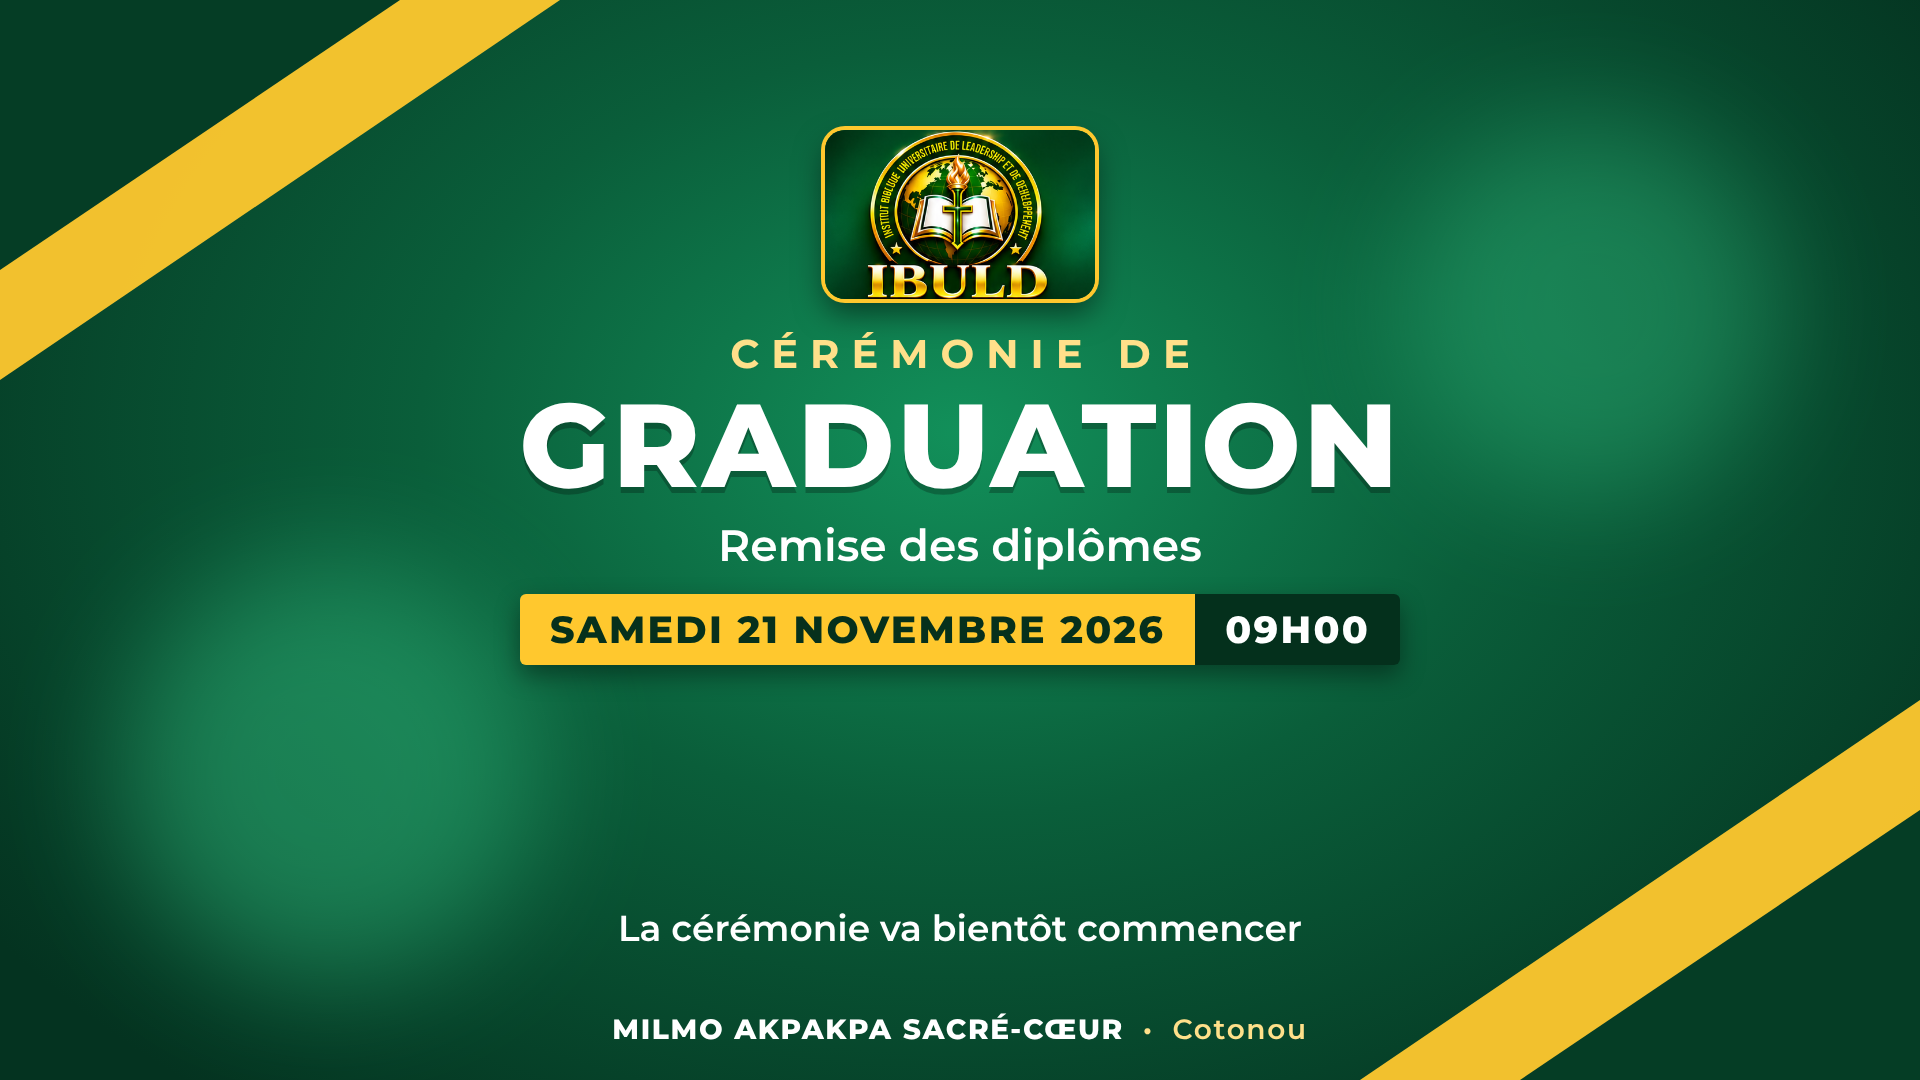 INSTITUT BIBLIQUE UNIVERSITAIRE DE LEADERSHIP ET DE
IBULD
CÉRÉMONIE DE
GRADUATION
Remise des diplômes
SAMEDI 21 NOVEMBRE 2026 09H00
La cérémonie va bientôt commencer
MILMO AKPAKPA SACRÉ-CŒUR • Cotonou